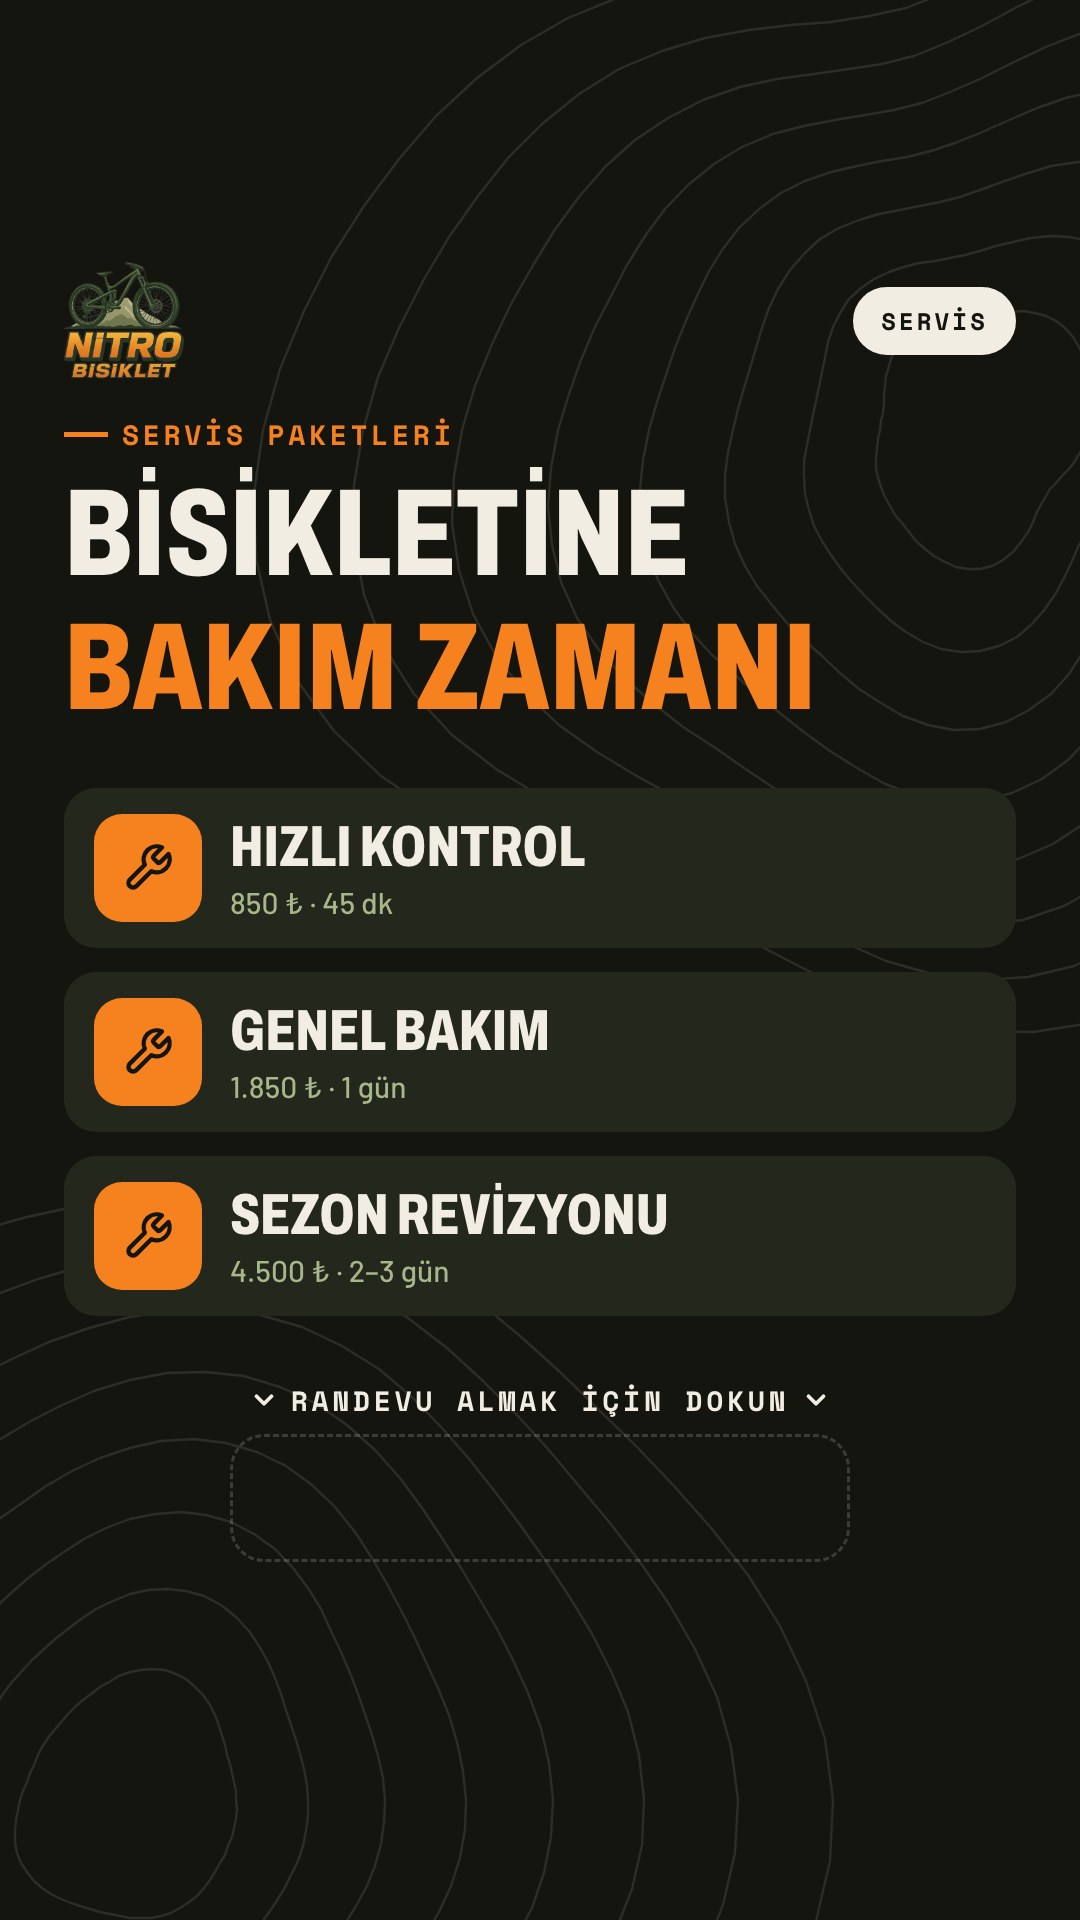 NiTRO
BiSiKLET
SERVİS
SERVİS PAKETLERİ
BİSİKLETİNE
BAKIM ZAMANI
HIZLI KONTROL
850 ₺ · 45 dk
GENEL BAKIM
1.850 ₺ · 1 gün
SEZON REVİZYONU
4.500 ₺ · 2–3 gün
RANDEVU ALMAK İÇİN DOKUN